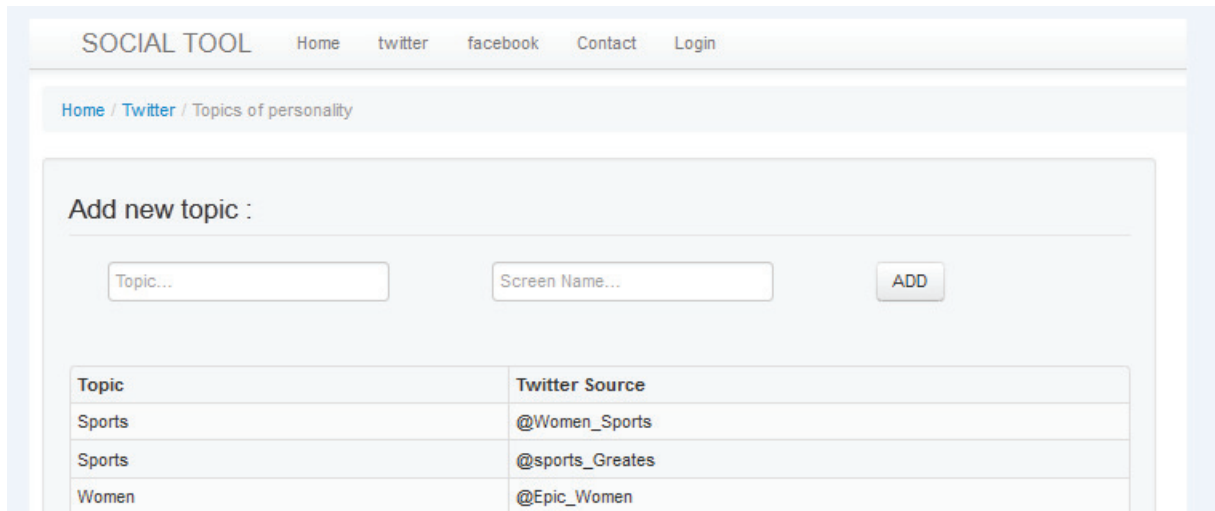 SOCIAL TOOL Home twitter facebook Contact Login
Home / Twitter / Topics of personality
Add new topic :
Topic... Screen Name... ADD
Topic Twitter Source
Sports @Women_Sports
Sports @sports_Greates
Women @Epic_Women